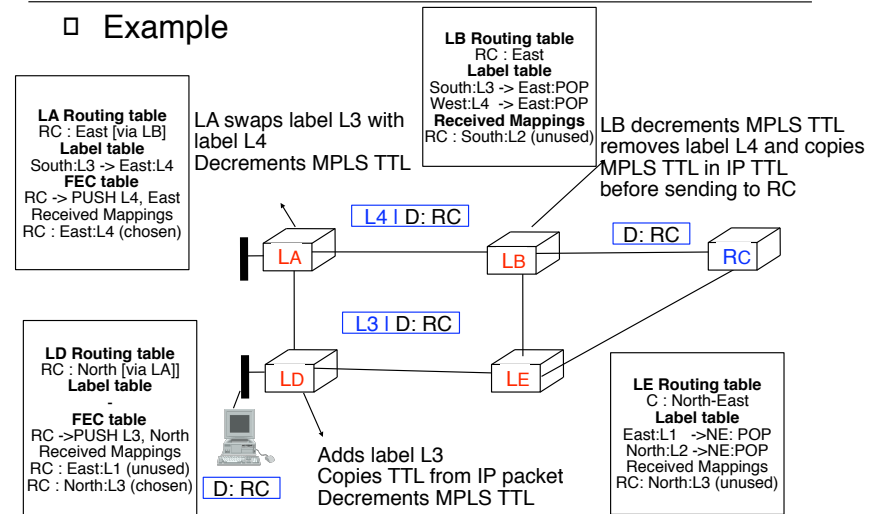 Example
LB Routing table
RC : East
Label table
South:L3 -> East:POP
West:L4 -> East:POP
Received Mappings
RC : South:L2 (unused)
LA Routing table
RC : East [via LB]
Label table
South:L3 -> East:L4
FEC table
RC -> PUSH L4, East
Received Mappings
RC : East:L4 (chosen)
LA swaps label L3 with
label L4
Decrements MPLS TTL
LB decrements MPLS TTL
removes label L4 and copies
MPLS TTL in IP TTL
before sending to RC
L4 | D: RC
D: RC
LA
LB
RC
L3 | D: RC
LD
LE
LD Routing table
RC : North [via LA]]
Label table
-
FEC table
RC ->PUSH L3, North
Received Mappings
RC : East:L1 (unused)
RC : North:L3 (chosen)
D: RC
Adds label L3
Copies TTL from IP packet
Decrements MPLS TTL
LE Routing table
C : North-East
Label table
East:L1 ->NE: POP
North:L2 ->NE:POP
Received Mappings
RC: North:L3 (unused)